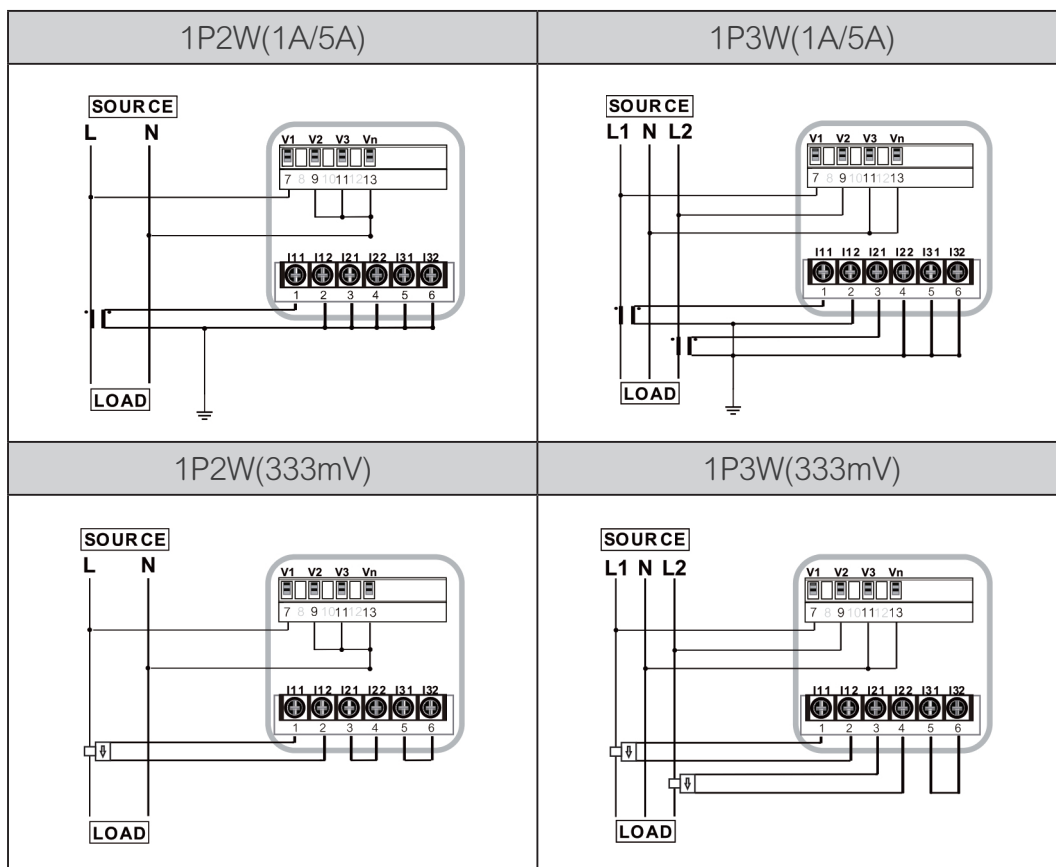 1P2W(1A/5A)
1P3W(1A/5A)
SOURCE
L N
V1 V2 V3 Vn
7 8 9 10 11 12 13
I11 I12 I21 I22 I31 I32
1 2 3 4 5 6
LOAD
SOURCE
L1 N L2
V1 V2 V3 Vn
7 8 9 10 11 12 13
I11 I12 I21 I22 I31 I32
1 2 3 4 5 6
LOAD
1P2W(333mV)
1P3W(333mV)
SOURCE
L N
V1 V2 V3 Vn
7 8 9 10 11 12 13
I11 I12 I21 I22 I31 I32
1 2 3 4 5 6
LOAD
SOURCE
L1 N L2
V1 V2 V3 Vn
7 8 9 10 11 12 13
I11 I12 I21 I22 I31 I32
1 2 3 4 5 6
LOAD